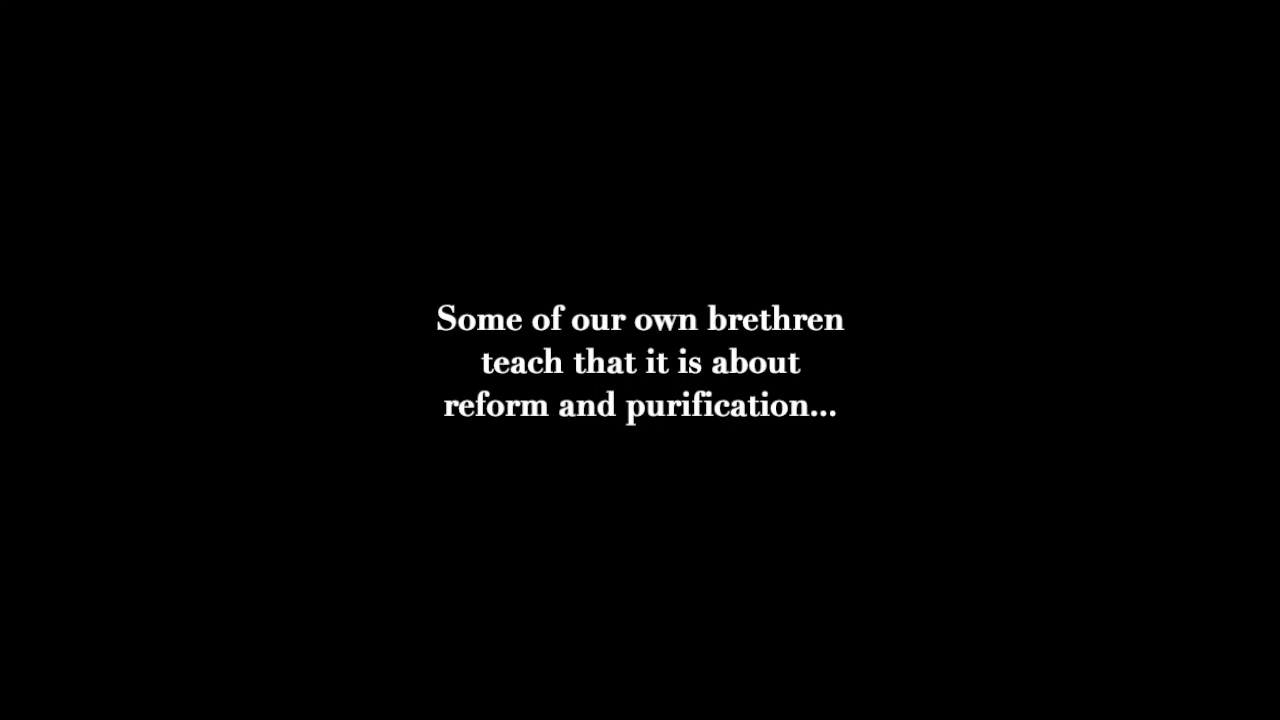 Some of our own brethren
teach that it is about
reform and purification...